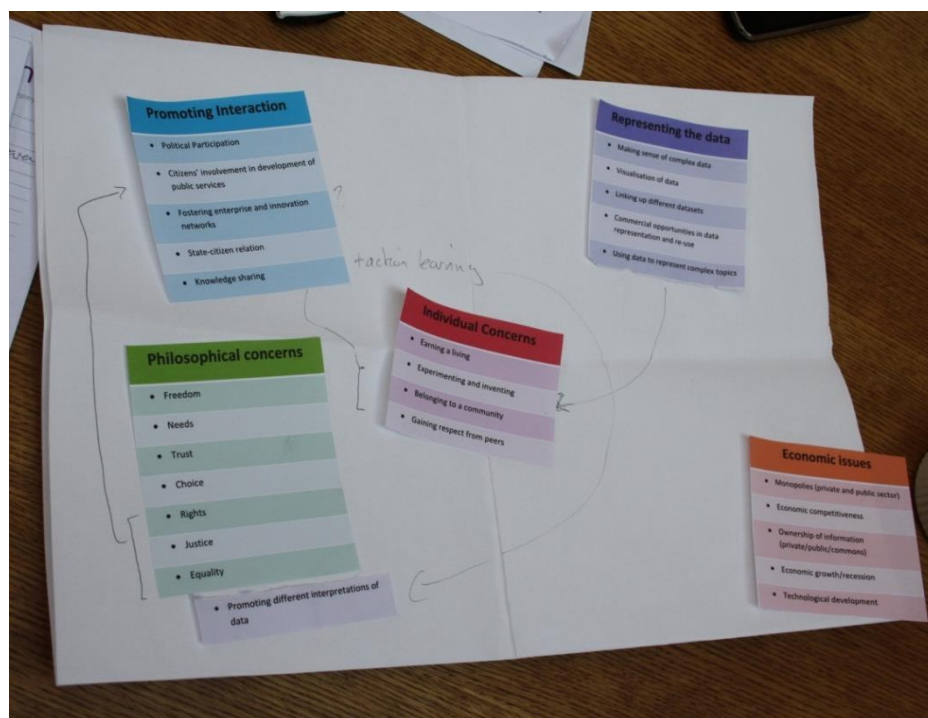 Promoting Interaction
• Political Participation
• Citizens' involvement in development of
public services
• Fostering enterprise and innovation
networks
• State-citizen relation
• Knowledge sharing
?
Representing the data
• Making sense of complex data
• Visualisation of data
• Linking up different datasets
• Commercial opportunities in data
representation and re-use
• Using data to represent complex topics
+action learning
Individual Concerns
• Earning a living
• Experimenting and inventing
• Belonging to a community
• Gaining respect from peers
?
Philosophical concerns
• Freedom
• Needs
• Trust
• Choice
• Rights
• Justice
• Equality
• Promoting different interpretations of
data
Economic issues
• Monopolies (private and public sector)
• Economic competitiveness
• Ownership of information
(private/public/commons)
• Economic growth/recession
• Technological development